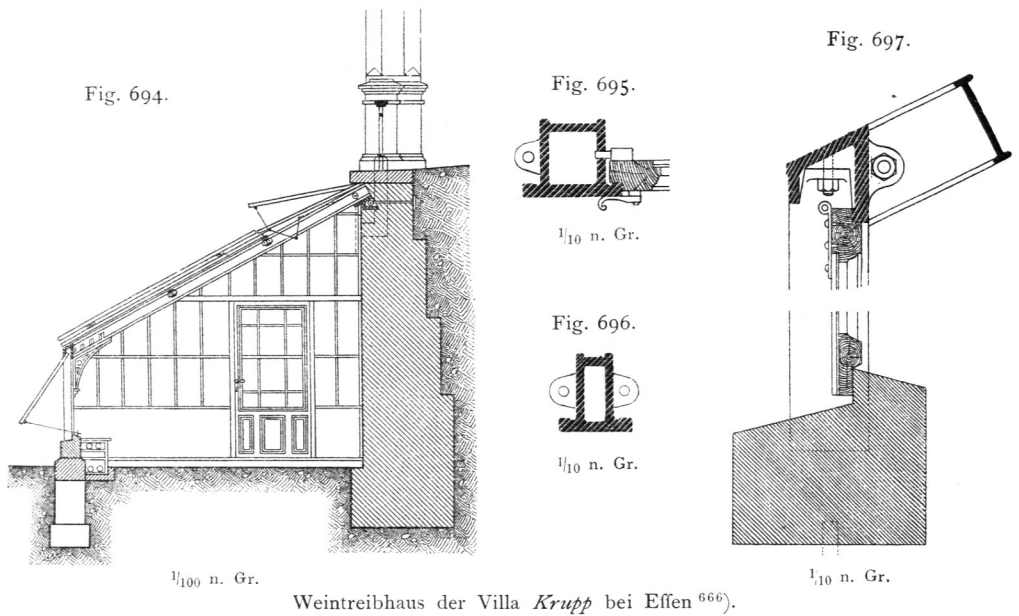 Fig. 694.
Fig. 695.
Fig. 697.
1/10 n. Gr.
Fig. 696.
1/10 n. Gr.
1/100 n. Gr.
1/10 n. Gr.
Weintreibhaus der Villa Krupp bei Eſſen 666).